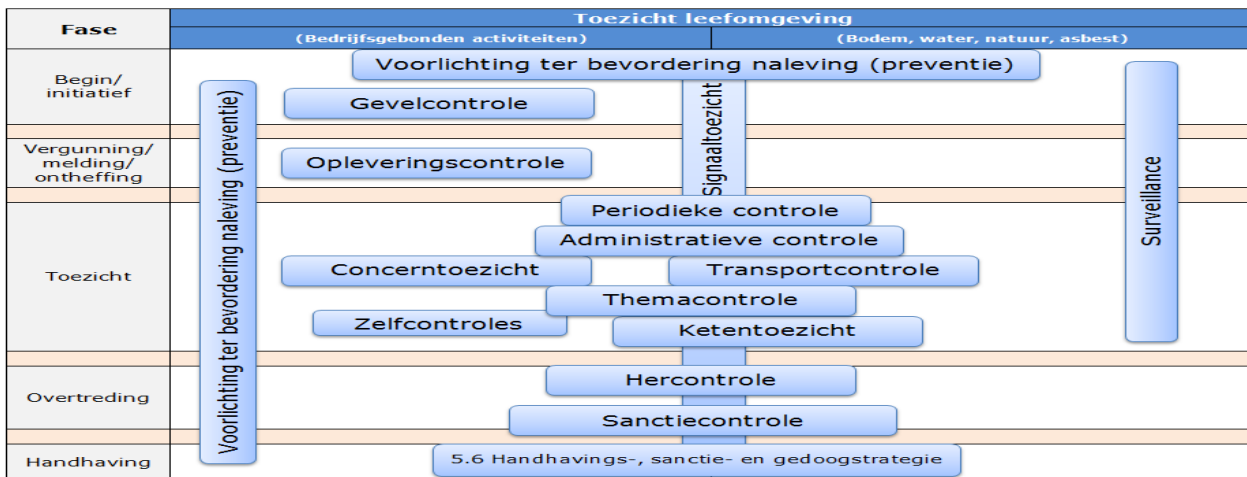 Fase
Toezicht leefomgeving
(Bedrijfsgebonden activiteiten)
(Bodem, water, natuur, asbest)
Begin/
initiatief
Voorlichting ter bevordering naleving (preventie)
Gevelcontrole
Voorlichting ter bevordering naleving (preventie)
Signaaltoezicht
Surveillance
Vergunning/
melding/
ontheffing
Opleveringscontrole
Toezicht
Periodieke controle
Administratieve controle
Concerntoezicht
Transportcontrole
Themacontrole
Zelfcontroles
Ketentoezicht
Overtreding
Hercontrole
Sanctiecontrole
Handhaving
5.6 Handhavings-, sanctie- en gedoogstrategie